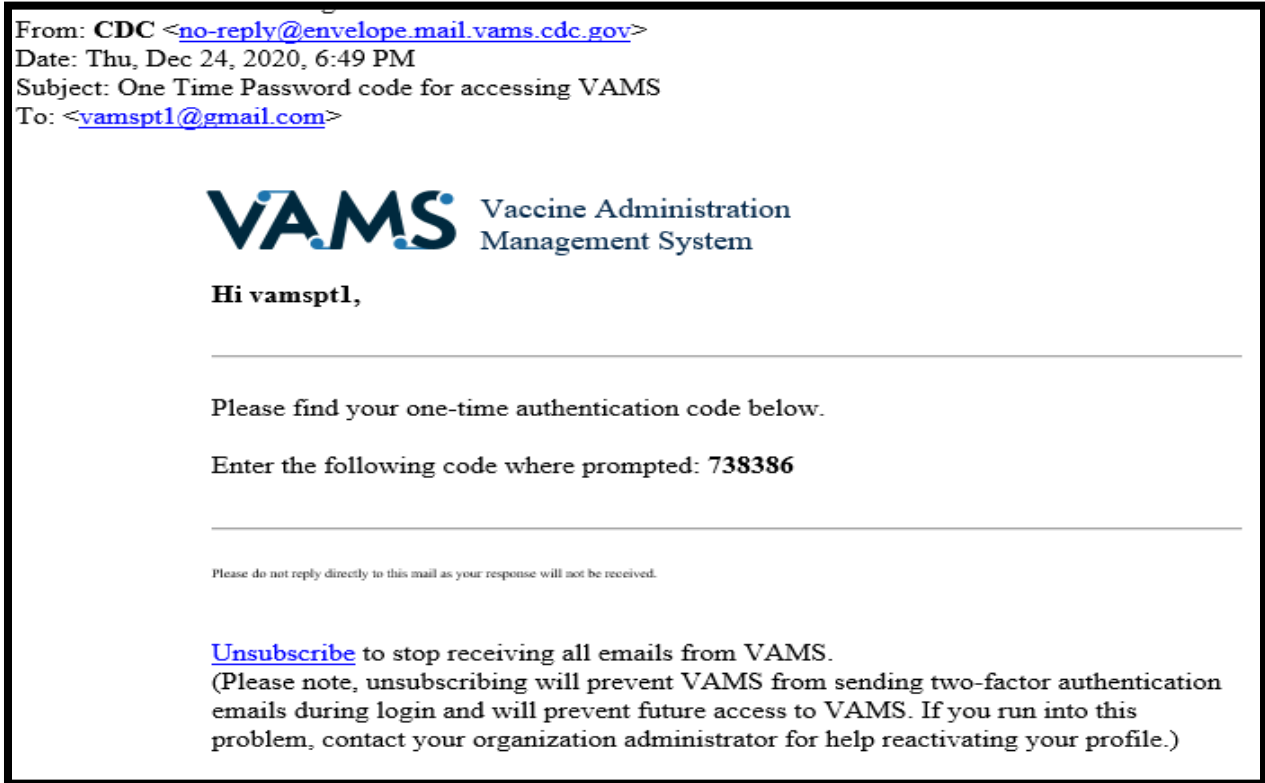 From: CDC <no-reply@envelope.mail.vams.cdc.gov>
Date: Thu, Dec 24, 2020, 6:49 PM
Subject: One Time Password code for accessing VAMS
To: <vamspt1@gmail.com>
VAMS Vaccine Administration
Management System
Hi vamspt1,
Please find your one-time authentication code below.
Enter the following code where prompted: 738386
Please do not reply directly to this mail as your response will not be received.
Unsubscribe to stop receiving all emails from VAMS.
(Please note, unsubscribing will prevent VAMS from sending two-factor authentication
emails during login and will prevent future access to VAMS. If you run into this
problem, contact your organization administrator for help reactivating your profile.)